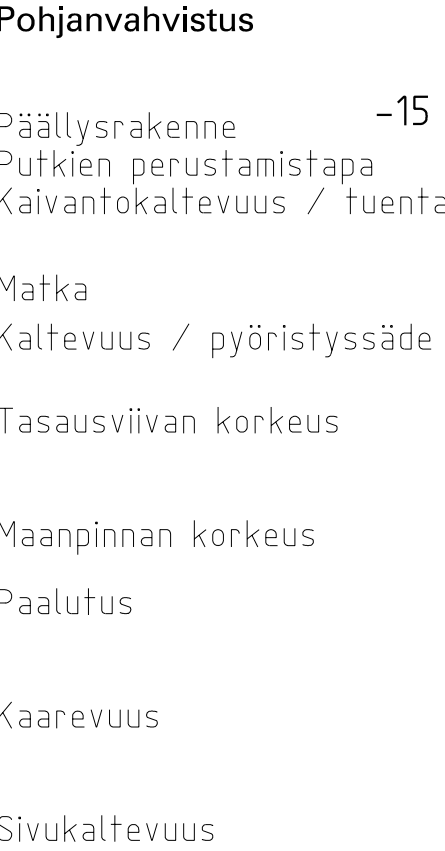 Pohjanvahvistus
-15
Päällysrakenne
Putkien perustamistapa
Kaivantokaltevuus / tuenta
Matka
Kaltevuus / pyöristyssäde
Tasausviivan korkeus
Maanpinnan korkeus
Paalutus
Kaarevuus
Sivukaltevuus